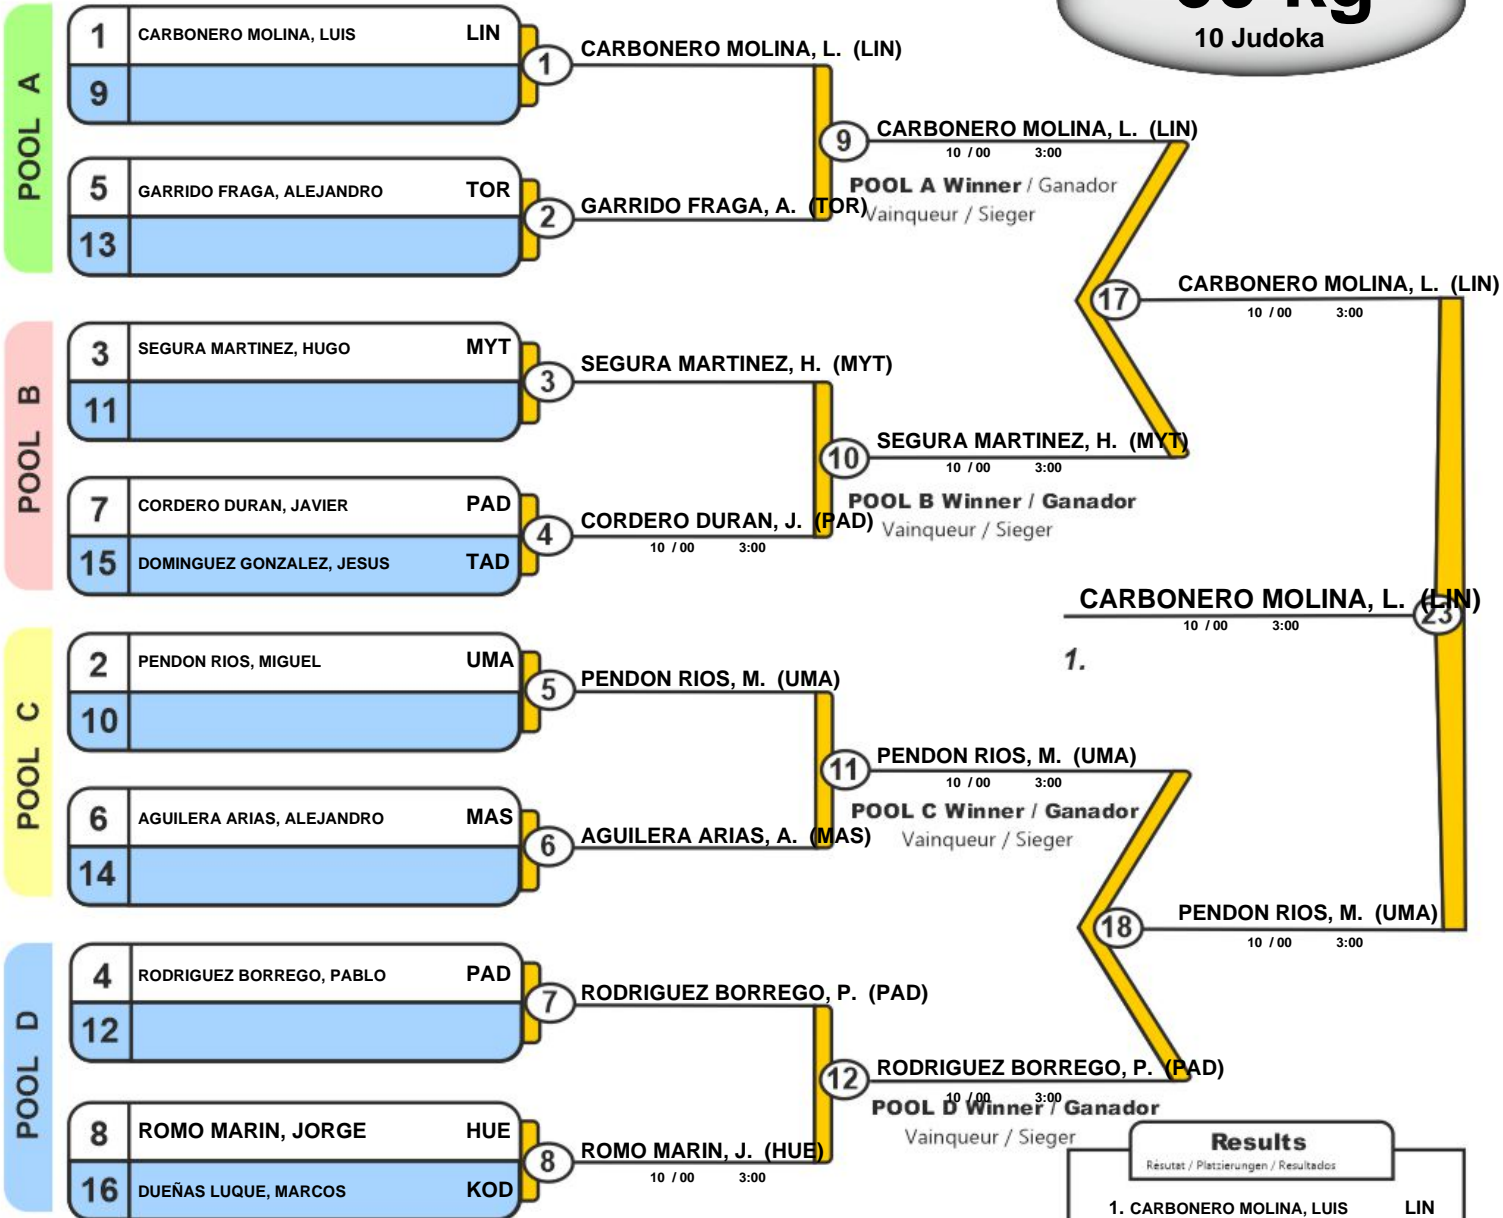 kg
10 Judoka
POOL A
1 CARBONERO MOLINA, LUIS LIN
9
1
CARBONERO MOLINA, L. (LIN)
5 GARRIDO FRAGA, ALEJANDRO TOR
13
2
GARRIDO FRAGA, A. (TOR)
9
CARBONERO MOLINA, L. (LIN)
10 / 00 3:00
POOL A Winner / Ganador
Vainqueur / Sieger
POOL B
3 SEGURA MARTINEZ, HUGO MYT
11
3
SEGURA MARTINEZ, H. (MYT)
7 CORDERO DURAN, JAVIER PAD
15 DOMINGUEZ GONZALEZ, JESUS TAD
4
CORDERO DURAN, J. (PAD)
10 / 00 3:00
10
SEGURA MARTINEZ, H. (MYT)
10 / 00 3:00
POOL B Winner / Ganador
Vainqueur / Sieger
17
CARBONERO MOLINA, L. (LIN)
10 / 00 3:00
CARBONERO MOLINA, L. (LIN)
23
10 / 00 3:00
1.
POOL C
2 PENDON RIOS, MIGUEL UMA
10
5
PENDON RIOS, M. (UMA)
6 AGUILERA ARIAS, ALEJANDRO MAS
14
6
AGUILERA ARIAS, A. (MAS)
11
PENDON RIOS, M. (UMA)
10 / 00 3:00
POOL C Winner / Ganador
Vainqueur / Sieger
18
PENDON RIOS, M. (UMA)
10 / 00 3:00
POOL D
4 RODRIGUEZ BORREGO, PABLO PAD
12
7
RODRIGUEZ BORREGO, P. (PAD)
8 ROMO MARIN, JORGE HUE
16 DUEÑAS LUQUE, MARCOS KOD
8
ROMO MARIN, J. (HUE)
10 / 00 3:00
12
RODRIGUEZ BORREGO, P. (PAD)
10 / 00 3:00
POOL D Winner / Ganador
Vainqueur / Sieger
Results
Résutat / Platzierungen / Resultados
1. CARBONERO MOLINA, LUIS LIN